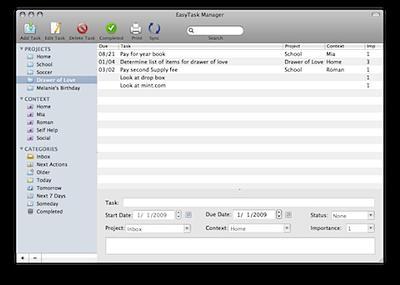 EasyTask Manager
Add Task Edit Task Delete Task Completed Print Sync Search
PROJECTS
Home
School
Soccer
Drawer of Love
Melanie's Birthday
CONTEXT
Home
Mia
Roman
Self Help
Social
CATEGORIES
Inbox
Next Actions
Older
Today
Tomorrow
Next 7 Days
Someday
Completed
Due Task Project Context Imp
08/21 Pay for year book School Mia 1
01/04 Determine list of items for drawer of love Drawer of Love Home 3
03/02 Pay second Supply fee School Roman 1
Look at drop box 1
Look at mint.com 1
Task:
Start Date: 1/ 1/2009 Due Date: 1/ 1/2009 Status: None
Project: Inbox Context: Home Importance: 1
+ −